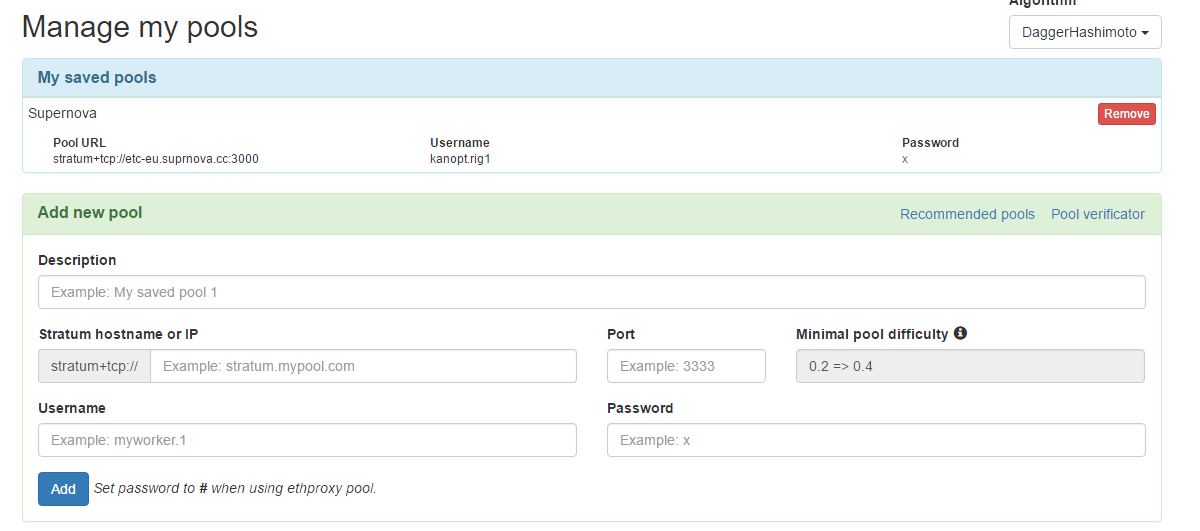 Algorithm
Manage my pools
DaggerHashimoto
My saved pools
Supernova
Remove
Pool URL Username Password
stratum+tcp://etc-eu.suprnova.cc:3000 kanopt.rig1 x
Add new pool Recommended pools Pool verificator
Description
Example: My saved pool 1
Stratum hostname or IP Port Minimal pool difficulty
stratum+tcp:// Example: stratum.mypool.com Example: 3333 0.2 => 0.4
Username Password
Example: myworker.1 Example: x
Add Set password to # when using ethproxy pool.